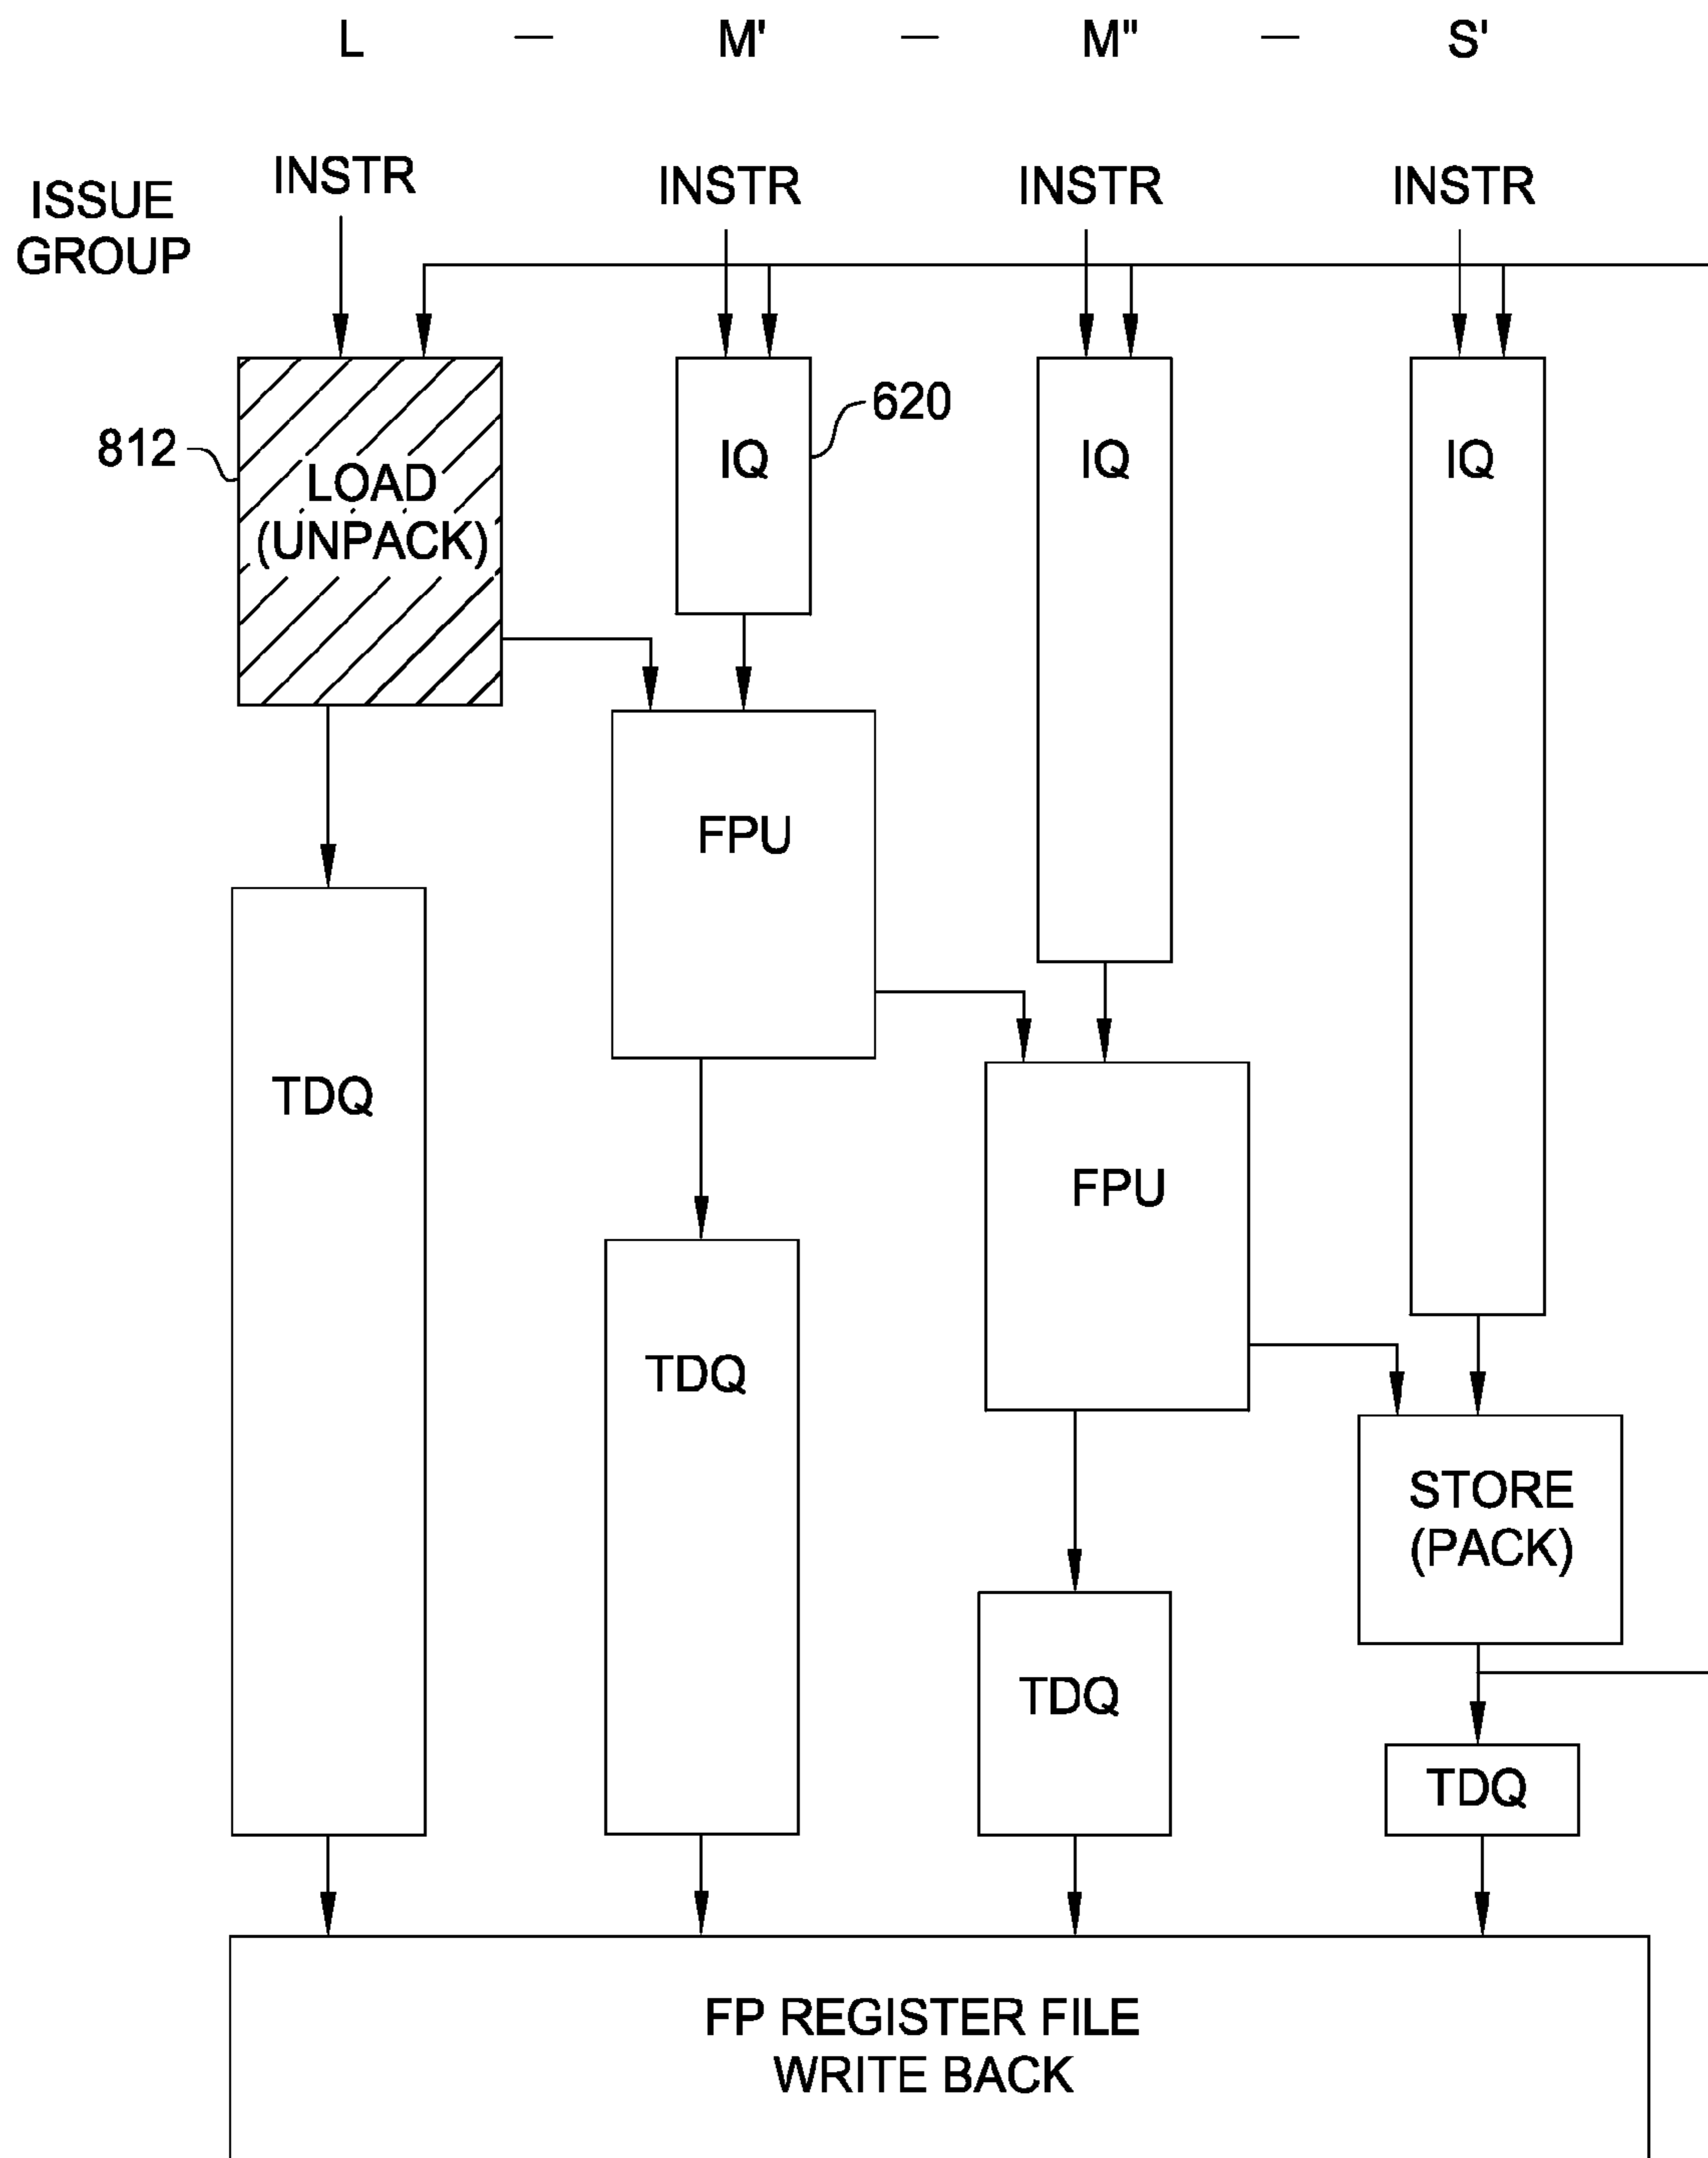 L — M' — M" — S'
ISSUE
GROUP
INSTR
INSTR
INSTR
INSTR
812
LOAD
(UNPACK)
IQ
620
IQ
IQ
FPU
TDQ
FPU
TDQ
STORE
(PACK)
TDQ
TDQ
FP REGISTER FILE
WRITE BACK